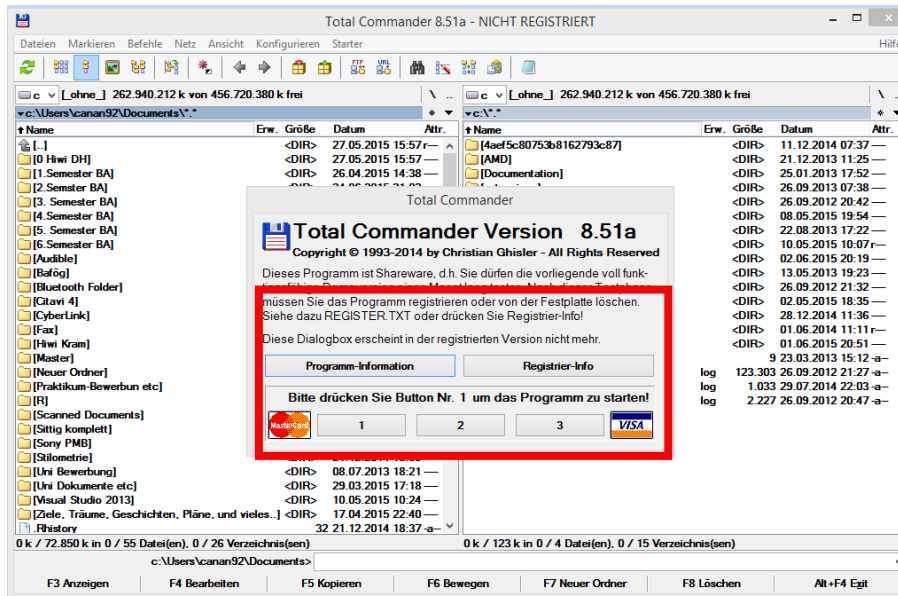 Total Commander 8.51a - NICHT REGISTRIERT
Dateien Markieren Befehle Netz Ansicht Konfigurieren Starter Hilfe
FTP URL
c [_ohne_] 262.940.212 k von 456.720.380 k frei \ ..
c [_ohne_] 262.940.212 k von 456.720.380 k frei \ .
c:\Users\canan92\Documents\*.* * 
c:\*.* *
Name Erw. Größe Datum Attr.
[..] <DIR> 27.05.2015 15:57 r—
[0 Hiwi DH] <DIR> 27.05.2015 15:57 —
[1.Semester BA] <DIR> 26.04.2015 14:38 —
[2.Semster BA] <DIR>
[3. Semester BA]
[4.Semester BA]
[5. Semester BA]
[6.Semester BA]
[Audible]
[Bafög]
[Bluetooth Folder]
[Citavi 4]
[CyberLink]
[Fax]
[Hiwi Kram]
[Master]
[Neuer Ordner]
[Praktikum-Bewerbun etc]
[R]
[Scanned Documents]
[Sittig komplett]
[Sony PMB]
[Stilometrie]
[Uni Bewerbung] <DIR> 08.07.2013 18:21 —
[Uni Dokumente etc] <DIR> 29.03.2015 17:18 —
[Visual Studio 2013] <DIR> 10.05.2015 10:24 —
[Ziele, Träume, Geschichten, Pläne, und vieles..] <DIR> 17.04.2015 22:40 —
.Rhistory 32 21.12.2014 18:37 -a–
Name Erw. Größe Datum Attr.
[4aef5c80753b8162793c87] <DIR> 11.12.2014 07:37 —
[AMD] <DIR> 21.12.2013 11:25 —
[Documentation] <DIR> 25.01.2013 17:52 —
<DIR> 26.09.2013 07:38 —
<DIR> 26.09.2012 20:42 —
<DIR> 08.05.2015 19:54 —
<DIR> 22.08.2013 17:22 —
<DIR> 10.05.2015 10:07 r—
<DIR> 02.06.2015 20:19 —
<DIR> 13.05.2013 19:23 —
<DIR> 26.09.2012 21:32 —
<DIR> 02.05.2015 18:35 —
<DIR> 28.12.2014 11:36 —
<DIR> 01.06.2014 11:11 r—
<DIR> 01.06.2015 20:51 —
9 23.03.2013 15:12 -a–
log 123.303 26.09.2012 21:27 -a–
log 1.033 29.07.2014 22:03 -a–
log 2.227 26.09.2012 20:47 -a–
Total Commander
Total Commander Version 8.51a
Copyright © 1993-2014 by Christian Ghisler - All Rights Reserved
Dieses Programm ist Shareware, d.h. Sie dürfen die vorliegende voll funk-
müssen Sie das Programm registrieren oder von der Festplatte löschen.
Siehe dazu REGISTER.TXT oder drücken Sie Registrier-Info!
Diese Dialogbox erscheint in der registrierten Version nicht mehr.
Programm-Information Registrier-Info
Bitte drücken Sie Button Nr. 1 um das Programm zu starten!
MasterCard 1 2 3 VISA
0 k / 72.850 k in 0 / 55 Datei(en), 0 / 26 Verzeichnis(sen)
0 k / 123 k in 0 / 4 Datei(en), 0 / 15 Verzeichnis(sen)
c:\Users\canan92\Documents>
F3 Anzeigen F4 Bearbeiten F5 Kopieren F6 Bewegen F7 Neuer Ordner F8 Löschen Alt+F4 Exit